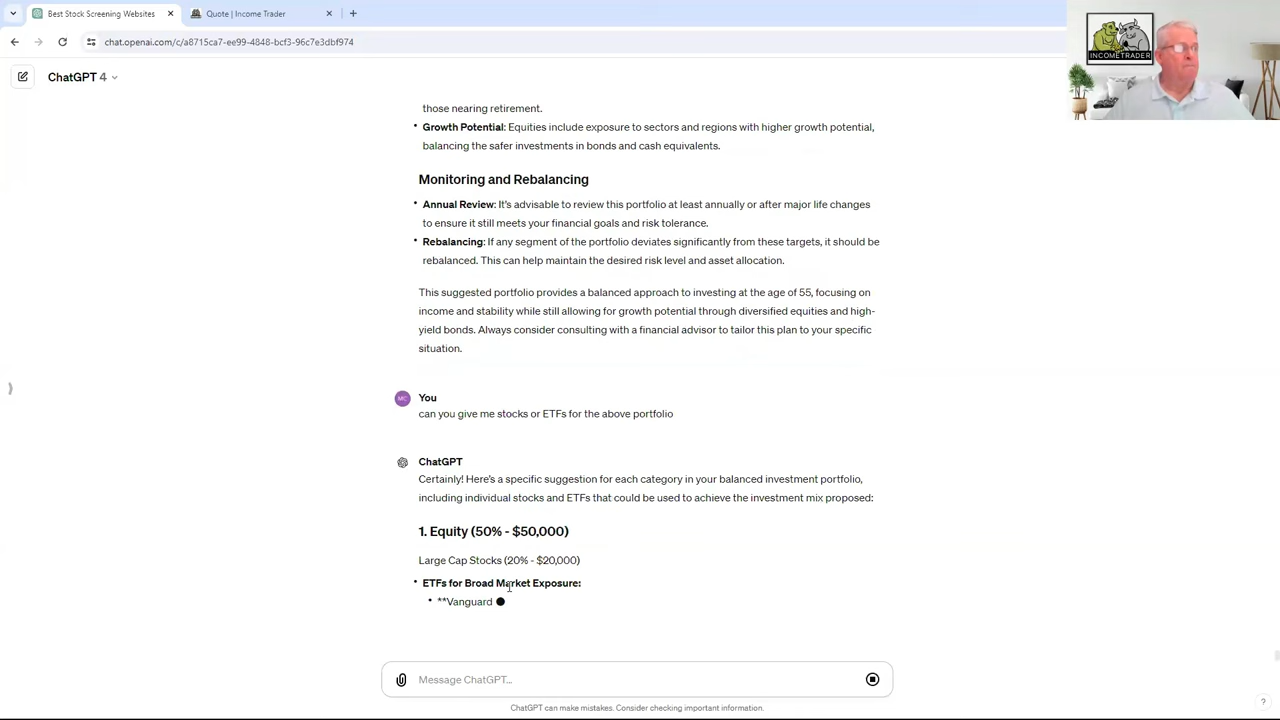 Best Stock Screening Websites
Quote | Income Trader
chat.openai.com/c/a8715ca7-ee99-4848-bcf3-96c7e3dbf974
INCOME TRADER
ChatGPT 4
those nearing retirement.
• Growth Potential: Equities include exposure to sectors and regions with higher growth potential,
balancing the safer investments in bonds and cash equivalents.
Monitoring and Rebalancing
• Annual Review: It's advisable to review this portfolio at least annually or after major life changes
to ensure it still meets your financial goals and risk tolerance.
• Rebalancing: If any segment of the portfolio deviates significantly from these targets, it should be
rebalanced. This can help maintain the desired risk level and asset allocation.
This suggested portfolio provides a balanced approach to investing at the age of 55, focusing on
income and stability while still allowing for growth potential through diversified equities and high-
yield bonds. Always consider consulting with a financial advisor to tailor this plan to your specific
situation.
MC You
can you give me stocks or ETFs for the above portfolio
ChatGPT
Certainly! Here's a specific suggestion for each category in your balanced investment portfolio,
including individual stocks and ETFs that could be used to achieve the investment mix proposed:
1. Equity (50% - $50,000)
Large Cap Stocks (20% - $20,000)
• ETFs for Broad Market Exposure:
• **Vanguard
Message ChatGPT...
ChatGPT can make mistakes. Consider checking important information.
?